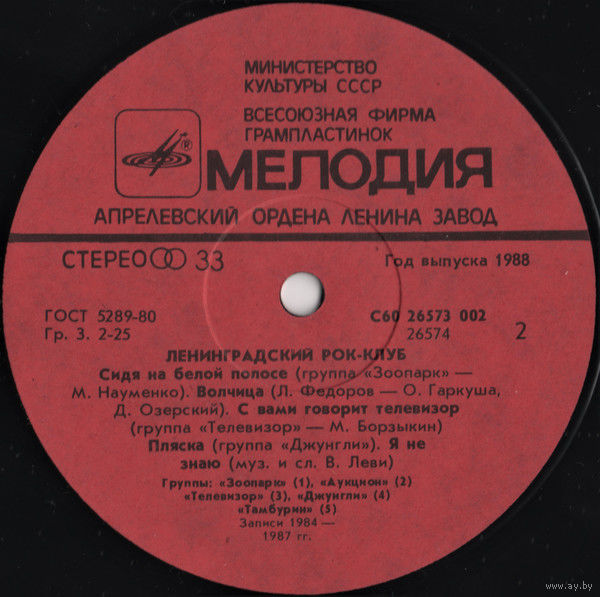 МИНИСТЕРСТВО
КУЛЬТУРЫ СССР
ВСЕСОЮЗНАЯ ФИРМА
ГРАМПЛАСТИНОК
®
МЕЛОДИЯ
АПРЕЛЕВСКИЙ ОРДЕНА ЛЕНИНА ЗАВОД
СТЕРЕО 33
Год выпуска 1988
ГОСТ 5289-80
Гр. 3. 2-25
С60 26573 002
26574
2
ЛЕНИНГРАДСКИЙ РОК-КЛУБ
Сидя на белой полосе (группа «Зоопарк» —
М. Науменко). Волчица (Л. Федоров — О. Гаркуша,
Д. Озерский). С вами говорит телевизор
(группа «Телевизор» — М. Борзыкин)
Пляска (группа «Джунгли). Я не
знаю (муз. и сл. В. Леви)
Группы: «Зоопарк» (1), «Аукцион» (2)
«Телевизор» (3), «Джунгли» (4)
«Тамбурин» (5)
Записи 1984—
1987 гг.
www.ay.by